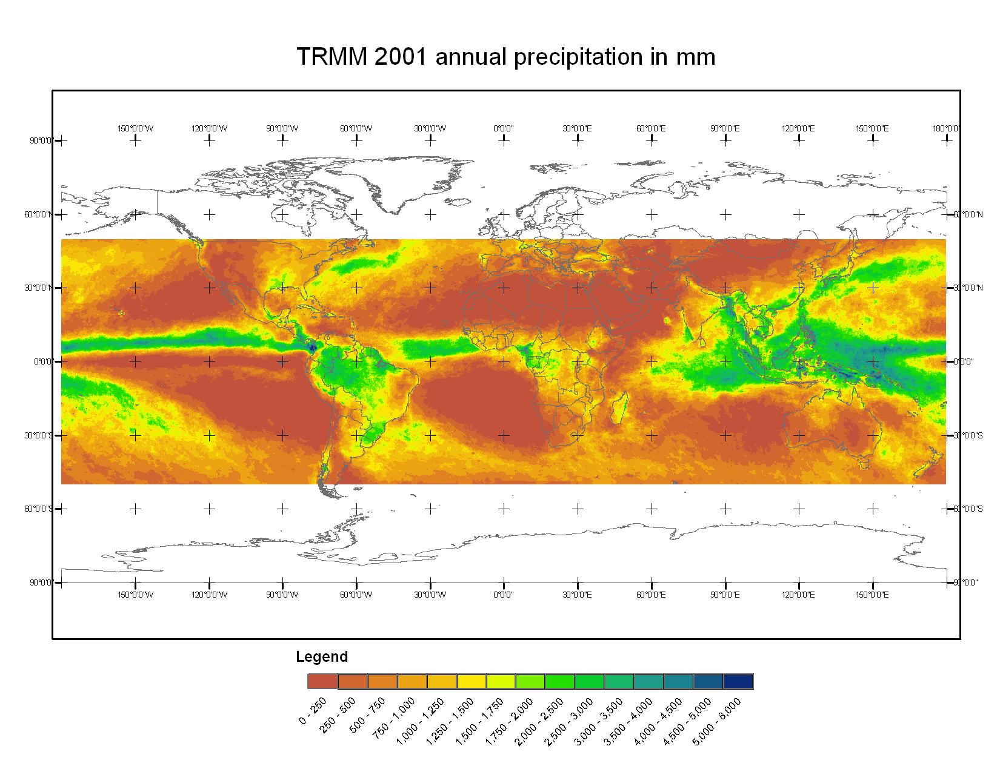 TRMM 2001 annual precipitation in mm
150°0'0"W 120°0'0"W 90°0'0"W 60°0'0"W 30°0'0"W 0°0'0" 30°0'0"E 60°0'0"E 90°0'0"E 120°0'0"E 150°0'0"E 180°0'0"
90°0'0"
60°0'0"N 60°0'0"N
30°0'0"N 30°0'0"N
0°0'0" 0°0'0"
30°0'0"S 30°0'0"S
60°0'0"S 60°0'0"S
90°0'0" 90°0'0"
150°0'0"W 120°0'0"W 90°0'0"W 60°0'0"W 30°0'0"W 0°0'0" 30°0'0"E 60°0'0"E 90°0'0"E 120°0'0"E 150°0'0"E
Legend
0 - 250
250 - 500
500 - 750
750 - 1,000
1,000 - 1,250
1,250 - 1,500
1,500 - 1,750
1,750 - 2,000
2,000 - 2,500
2,500 - 3,000
3,000 - 3,500
3,500 - 4,000
4,000 - 4,500
4,500 - 5,000
5,000 - 8,000